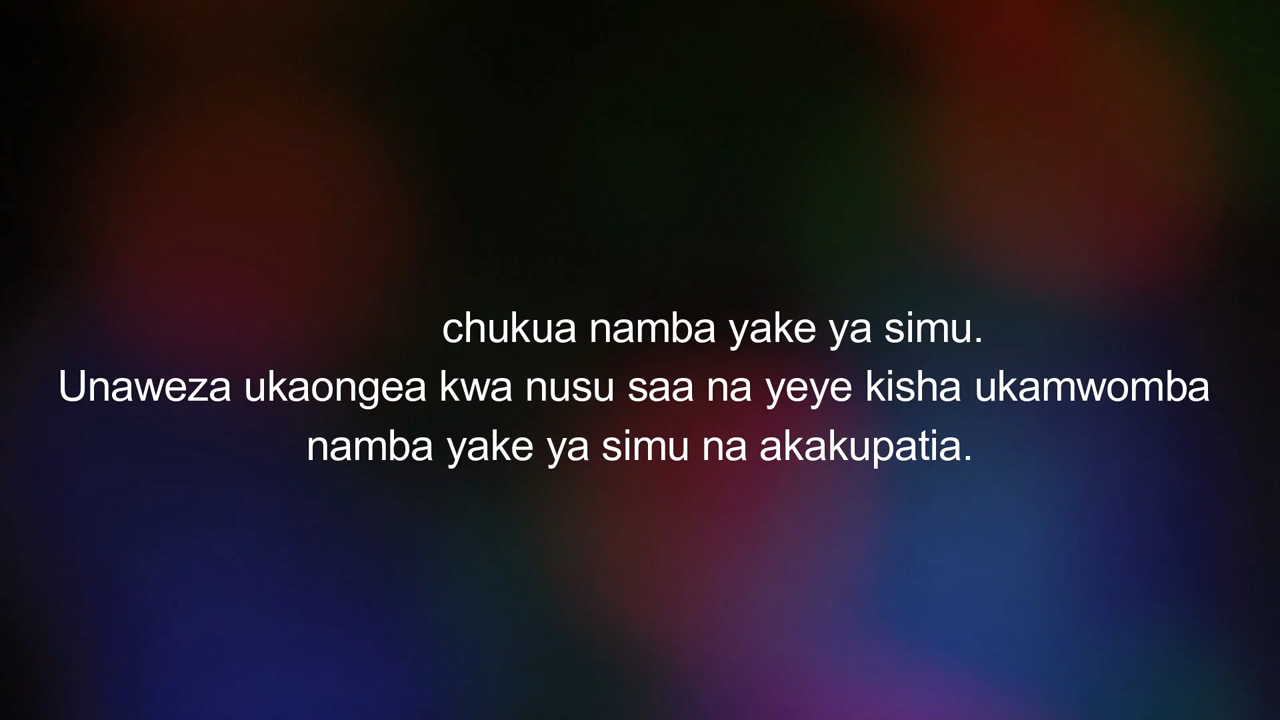 chukua namba yake ya simu.
Unaweza ukaongea kwa nusu saa na yeye kisha ukamwomba
namba yake ya simu na akakupatia.